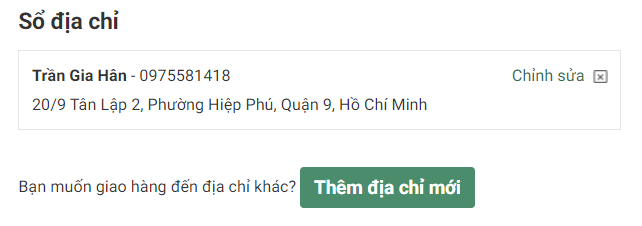 Sổ địa chỉ
Trần Gia Hân - 0975581418
Chỉnh sửa
20/9 Tân Lập 2, Phường Hiệp Phú, Quận 9, Hồ Chí Minh
Bạn muốn giao hàng đến địa chỉ khác? Thêm địa chỉ mới